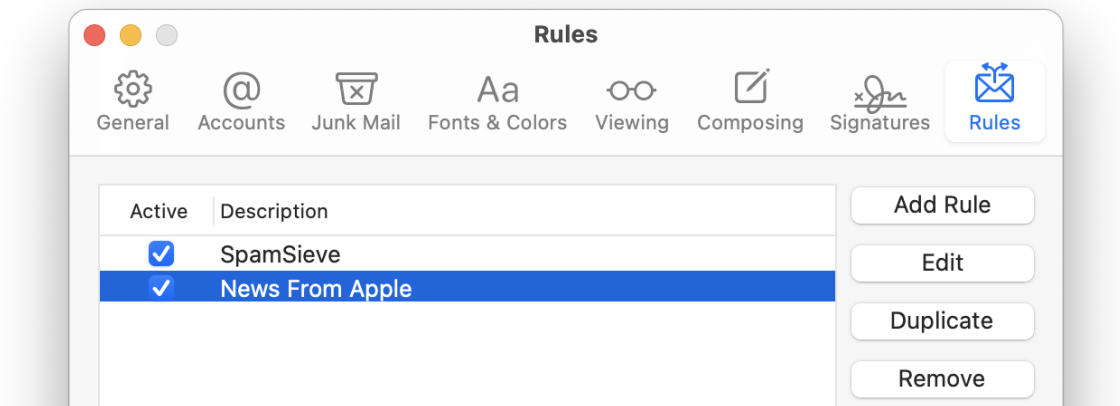 Rules
General Accounts Junk Mail Fonts & Colors Viewing Composing Signatures Rules
Active Description
SpamSieve
News From Apple
Add Rule
Edit
Duplicate
Remove